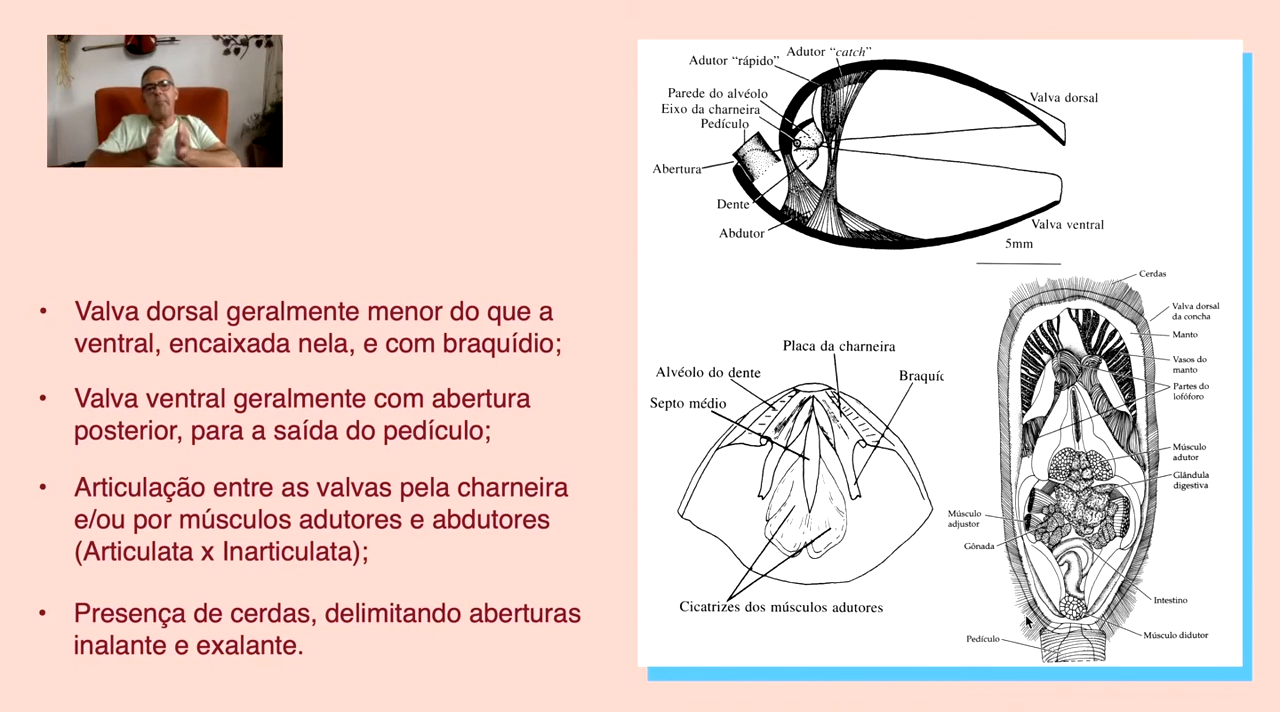 • Valva dorsal geralmente menor do que a
ventral, encaixada nela, e com braquídio;
• Valva ventral geralmente com abertura
posterior, para a saída do pedículo;
• Articulação entre as valvas pela charneira
e/ou por músculos adutores e abdutores
(Articulata x Inarticulata);
• Presença de cerdas, delimitando aberturas
inalante e exalante.
Adutor “catch”
Adutor “rápido”
Parede do alvéolo
Eixo da charneira
Pedículo
Abertura
Dente
Abdutor
Valva dorsal
Valva ventral
5mm
Placa da charneira
Alvéolo do dente
Braquíc
Septo médio
Cicatrizes dos músculos adutores
Cerdas
Valva dorsal
da concha
Manto
Vasos do
manto
Partes do
lofóforo
Músculo
adutor
Glândula
digestiva
Músculo
adjustor
Gônada
Intestino
Músculo didutor
Pedículo